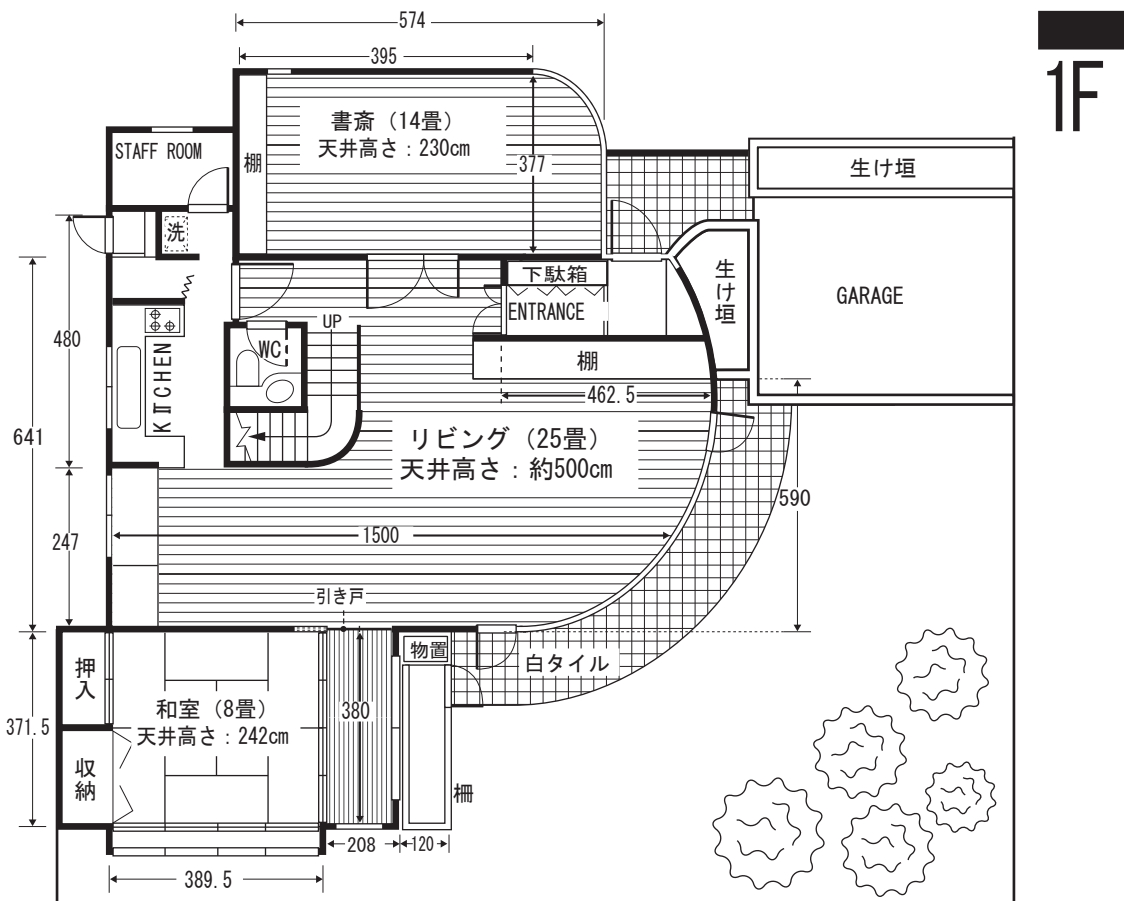 1F
574
395
書斎（14畳）
天井高さ：230cm
377
棚
STAFF ROOM
洗
生け垣
下駄箱
ENTRANCE
生け垣
GARAGE
UP
WC
KITCHEN
棚
462.5
480
641
リビング（25畳）
天井高さ：約500cm
590
247
1500
引き戸
物置
白タイル
押入
和室（8畳）
天井高さ：242cm
380
371.5
収納
柵
208
120
389.5